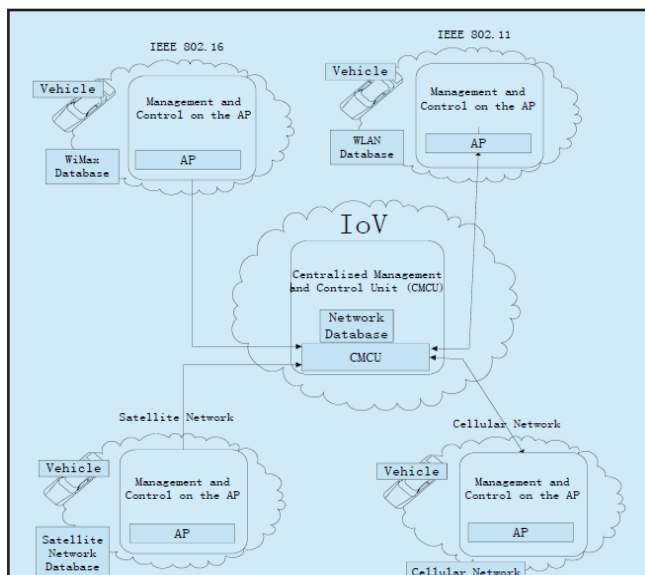 IEEE 802.16
Vehicle
Management and
Control on the AP
AP
WiMax
Database
IEEE 802.11
Vehicle
Management and
Control on the AP
AP
WLAN
Database
IoV
Centralized Management
and Control Unit (CMCU)
Network
Database
CMCU
Satellite Network
Vehicle
Management and
Control on the AP
AP
Satellite
Network
Database
Cellular Network
Vehicle
Management and
Control on the AP
AP
Cellular Network